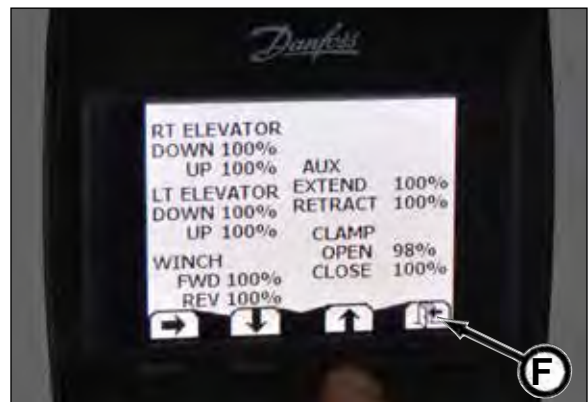 Danfoss
RT ELEVATOR
DOWN 100%
UP 100%
LT ELEVATOR
DOWN 100%
UP 100%
WINCH
FWD 100%
REV 100%
AUX
EXTEND 100%
RETRACT 100%
CLAMP
OPEN 98%
CLOSE 100%
F